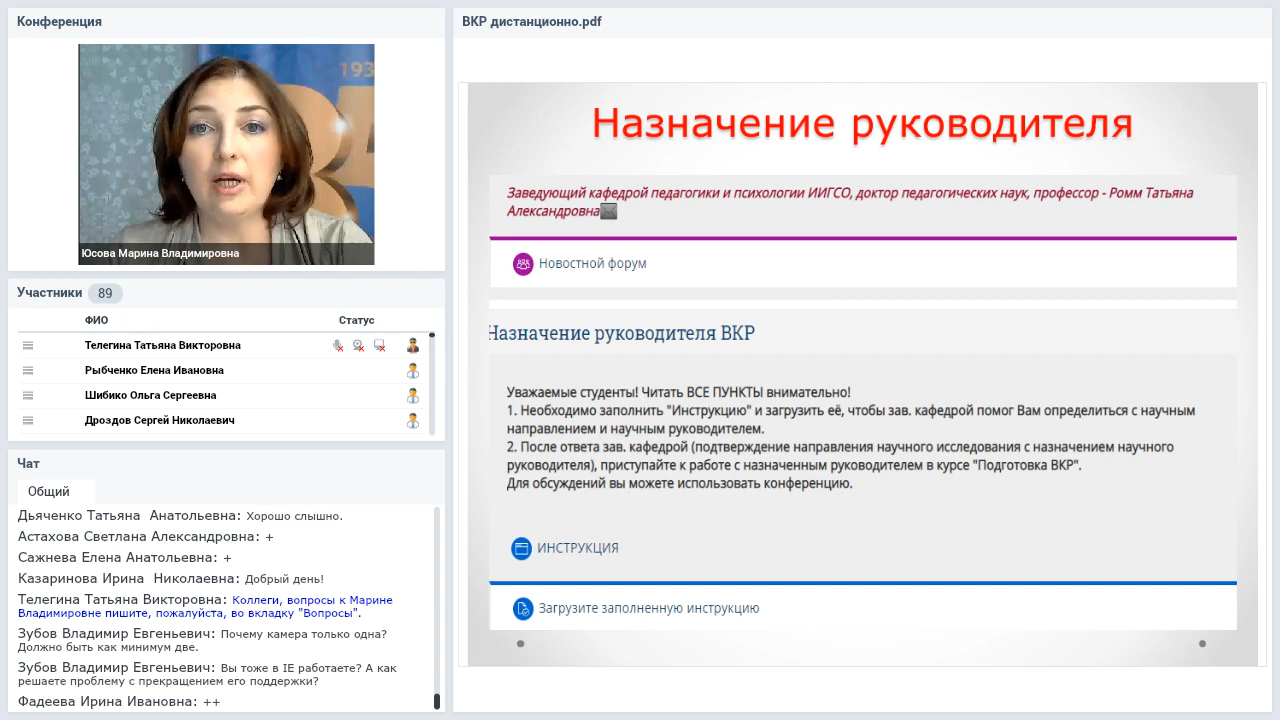 Конференция
193
Юсова Марина Владимировна
Участники 89
ФИО Статус
Телегина Татьяна Викторовна
Рыбченко Елена Ивановна
Шибико Ольга Сергеевна
Дроздов Сергей Николаевич
Чат
Общий
Дьяченко Татьяна  Анатольевна: Хорошо слышно.
Астахова Светлана Александровна: +
Сажнева Елена Анатольевна: +
Казаринова Ирина  Николаевна: Добрый день!
Телегина Татьяна Викторовна: Коллеги, вопросы к Марине
Владимировне пишите, пожалуйста, во вкладку "Вопросы".
Зубов Владимир Евгеньевич: Почему камера только одна?
Должно быть как минимум две.
Зубов Владимир Евгеньевич: Вы тоже в IE работаете? А как
решаете проблему с прекращением его поддержки?
Фадеева Ирина Ивановна: ++
ВКР дистанционно.pdf
Назначение руководителя
Заведующий кафедрой педагогики и психологии ИИГСО, доктор педагогических наук, профессор - Ромм Татьяна
Александровна
Новостной форум
Назначение руководителя ВКР
Уважаемые студенты! Читать ВСЕ ПУНКТЫ внимательно!
1. Необходимо заполнить "Инструкцию" и загрузить её, чтобы зав. кафедрой помог Вам определиться с научным
направлением и научным руководителем.
2. После ответа зав. кафедрой (подтверждение направления научного исследования с назначением научного
руководителя), приступайте к работе с назначенным руководителем в курсе "Подготовка ВКР".
Для обсуждений вы можете использовать конференцию.
ИНСТРУКЦИЯ
Загрузите заполненную инструкцию